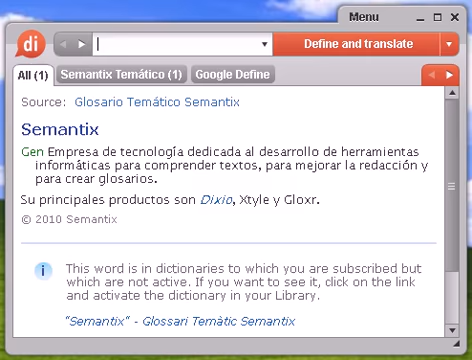 Menu
di
Define and translate
All (1)
Semantix Temático (1)
Google Define
Source: Glosario Temático Semantix
Semantix
Gen Empresa de tecnología dedicada al desarrollo de herramientas
informáticas para comprender textos, para mejorar la redacción y
para crear glosarios.
Su principales productos son Dixio, Xtyle y Gloxr.
© 2010 Semantix
i
This word is in dictionaries to which you are subscribed but
which are not active. If you want to see it, click on the link
and activate the dictionary in your Library.
"Semantix" - Glossari Temàtic Semantix